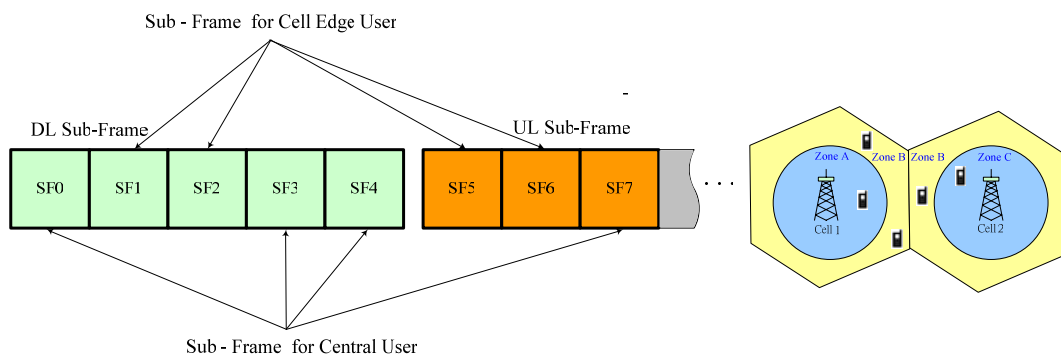 Sub - Frame for Cell Edge User
DL Sub-Frame
UL Sub-Frame
SF0 SF1 SF2 SF3 SF4 SF5 SF6 SF7
. . .
Sub - Frame for Central User
Zone A Zone B Zone B Zone C
Cell 1 Cell 2